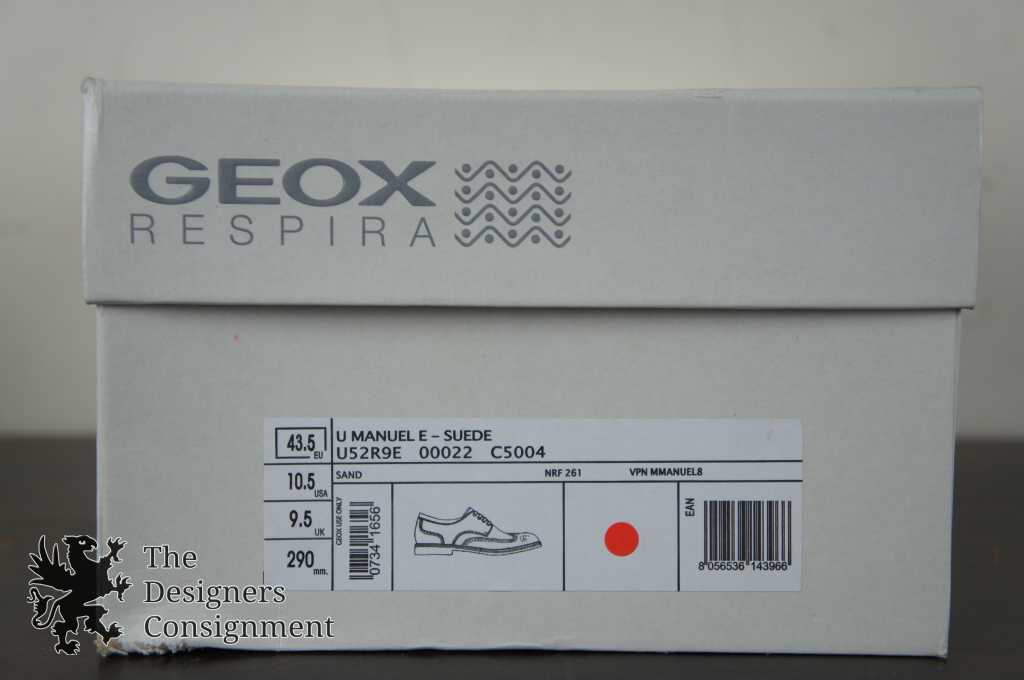 GEOX
RESPIRA
43.5 EU
U MANUEL E – SUEDE
U52R9E 00022 C5004
10.5 USA
SAND NRF 261 VPN MMANUEL8
9.5 UK
290 mm.
GEOX USE ONLY
0734 1656
EAN
8 056536 143966
The
Designers
Consignment